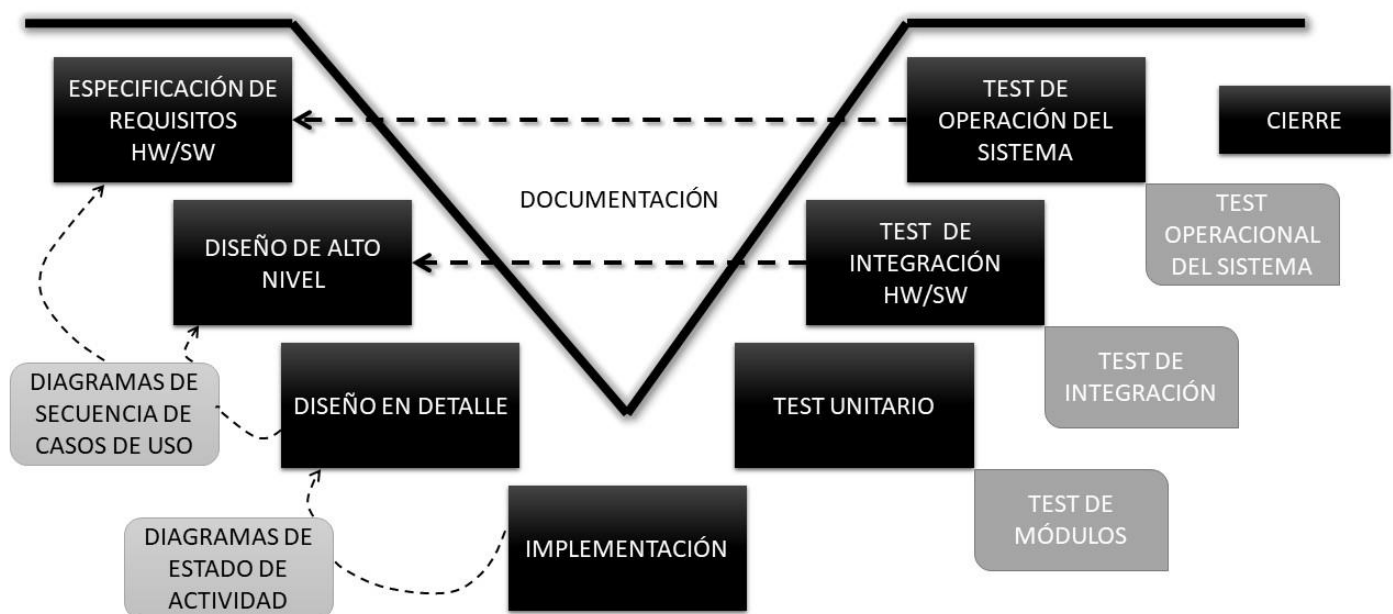 ESPECIFICACIÓN DE
REQUISITOS
HW/SW
TEST DE
OPERACIÓN DEL
SISTEMA
CIERRE
DOCUMENTACIÓN
TEST
OPERACIONAL
DEL SISTEMA
DISEÑO DE ALTO
NIVEL
TEST DE
INTEGRACIÓN
HW/SW
TEST DE
INTEGRACIÓN
DIAGRAMAS DE
SECUENCIA DE
CASOS DE USO
DISEÑO EN DETALLE
TEST UNITARIO
TEST DE
MÓDULOS
DIAGRAMAS DE
ESTADO DE
ACTIVIDAD
IMPLEMENTACIÓN